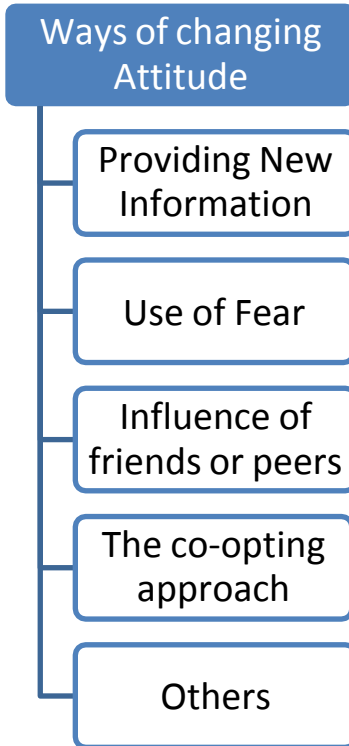 Ways of changing
Attitude
Providing New
Information
Use of Fear
Influence of
friends or peers
The co-opting
approach
Others